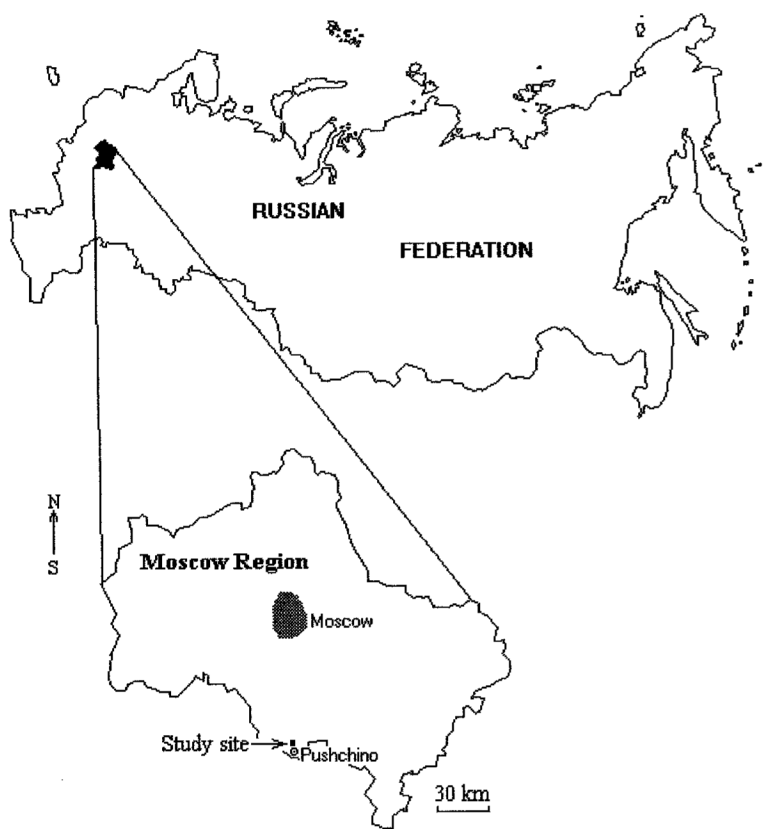 RUSSIAN
FEDERATION
N
S
Moscow Region
Moscow
Study site
Pushchino
30 km